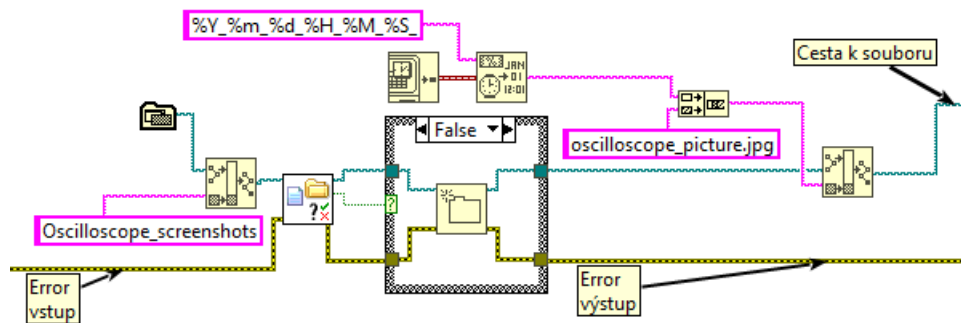 %Y_%m_%d_%H_%M_%S_
JAN
01
12:01
Cesta k souboru
False
oscilloscope_picture.jpg
?
?
Oscilloscope_screenshots
Error
vstup
Error
výstup